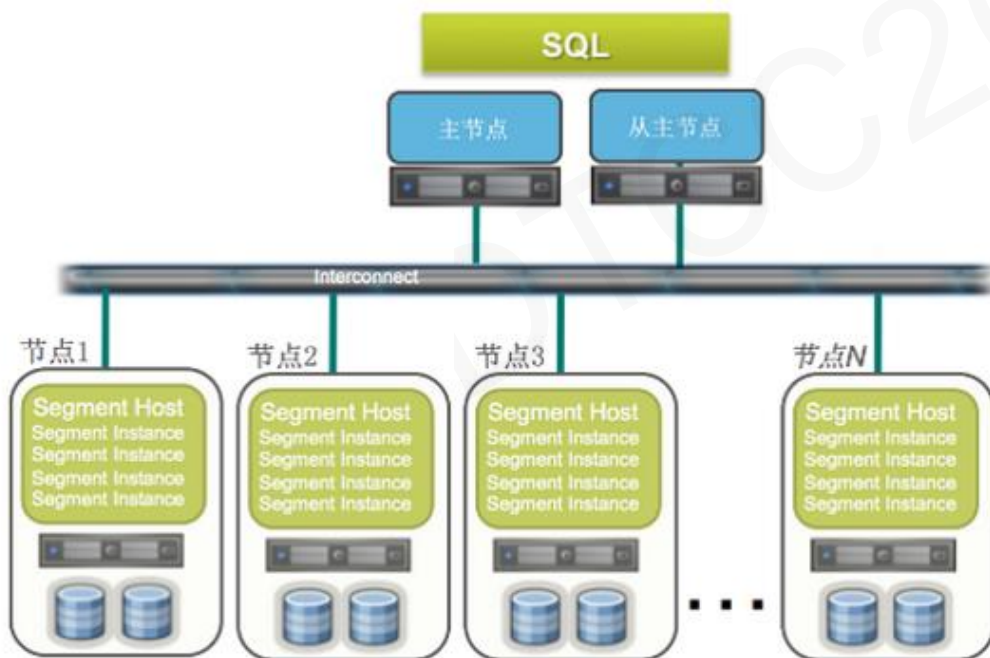 SQL
主节点
从主节点
Interconnect
节点1
节点2
节点3
节点N
Segment Host
Segment Instance
Segment Instance
Segment Instance
Segment Instance
Segment Host
Segment Instance
Segment Instance
Segment Instance
Segment Instance
Segment Host
Segment Instance
Segment Instance
Segment Instance
Segment Instance
Segment Host
Segment Instance
Segment Instance
Segment Instance
Segment Instance